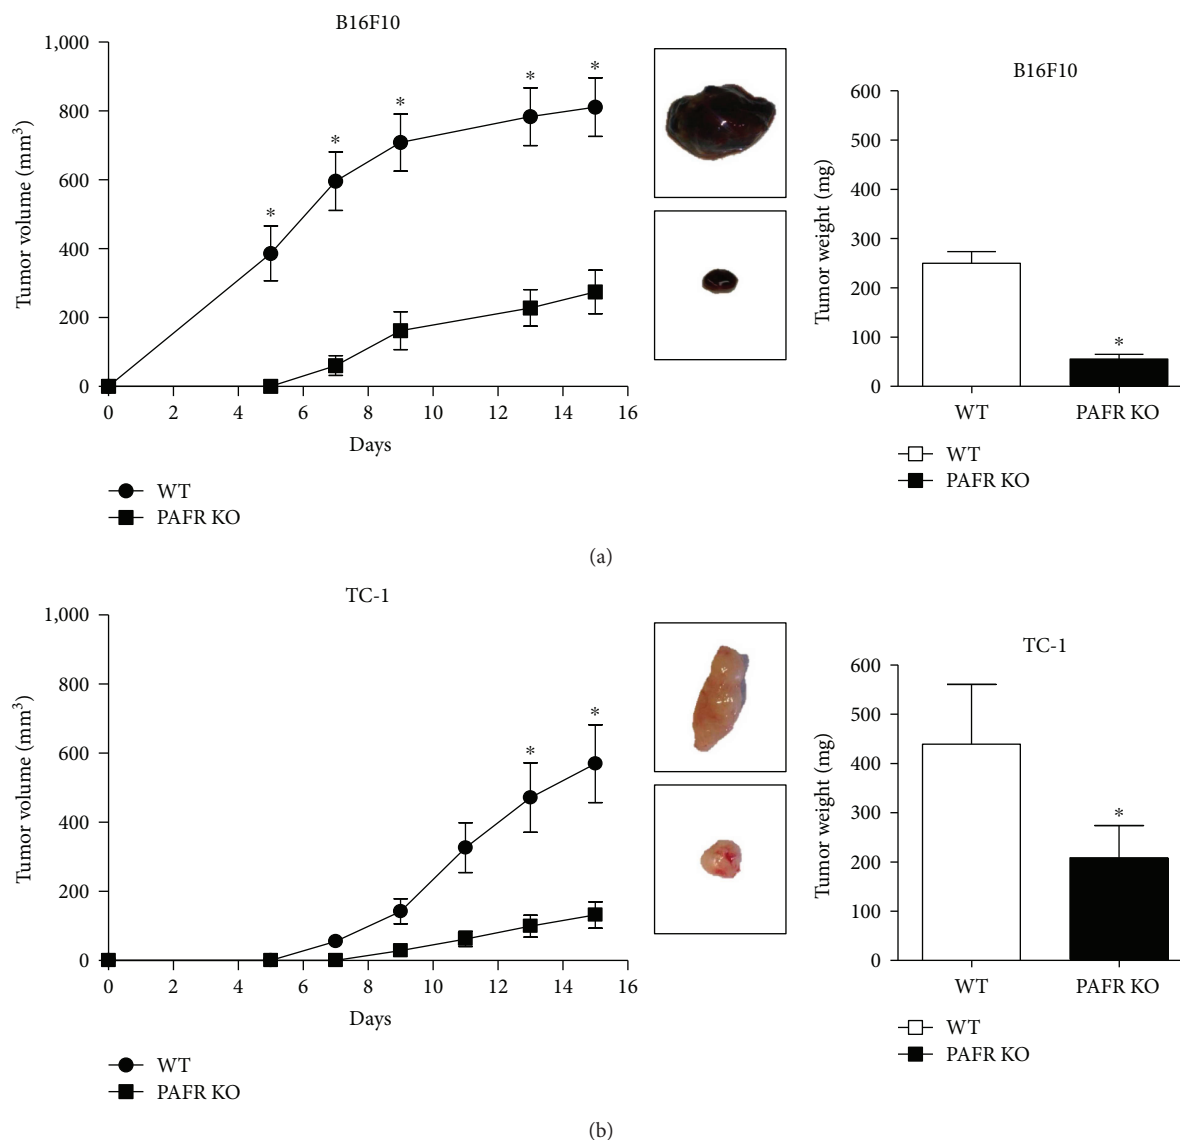 B16F10
1,000
800
600
400
200
0
Tumor volume (mm³)
* * * * *
0 2 4 6 8 10 12 14 16
Days
WT
PAFR KO
B16F10
600
500
400
300
200
100
0
Tumor weight (mg)
*
WT PAFR KO
WT
PAFR KO
(a)
TC-1
1,000
800
600
400
200
0
Tumor volume (mm³)
* *
0 2 4 6 8 10 12 14 16
Days
WT
PAFR KO
TC-1
600
500
400
300
200
100
0
Tumor weight (mg)
*
WT PAFR KO
WT
PAFR KO
(b)